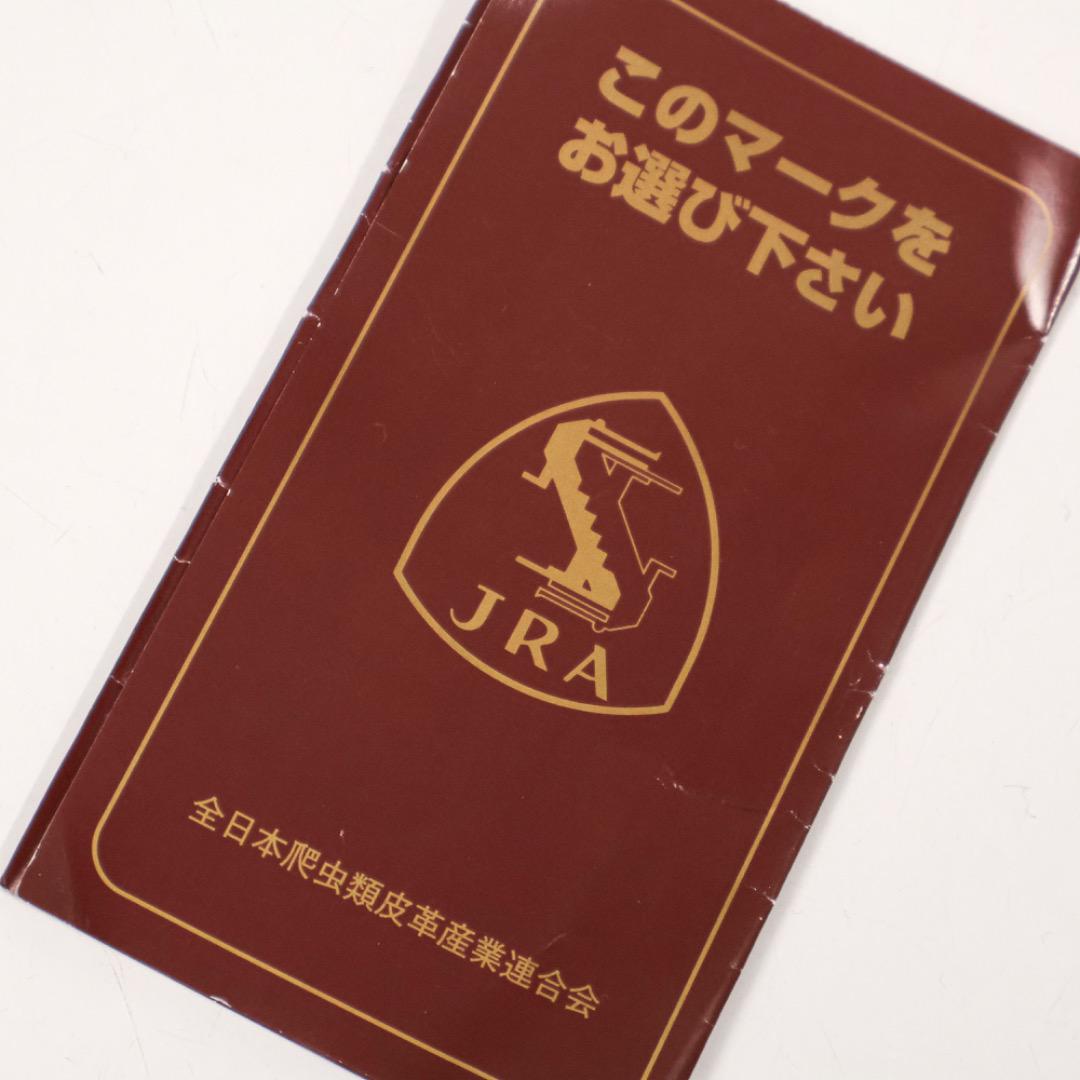 このマークを
お選び下さい
JRA
全日本爬虫類皮革産業連合会